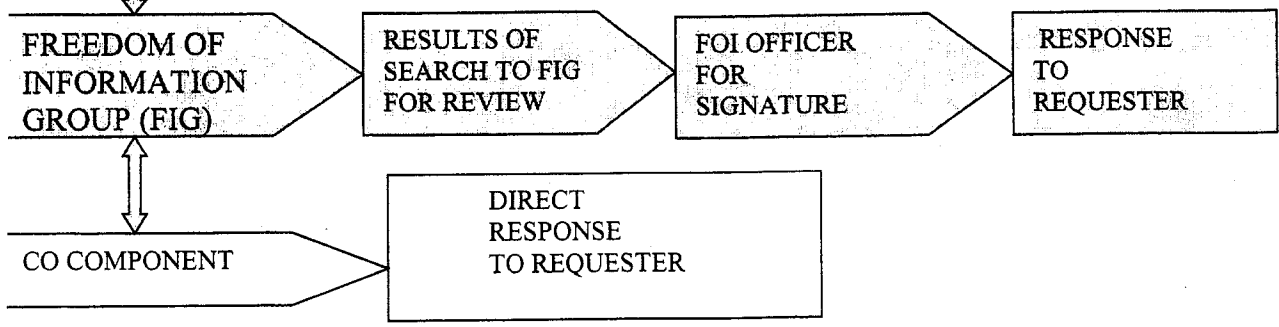 FREEDOM OF
INFORMATION
GROUP (FIG)
RESULTS OF
SEARCH TO FIG
FOR REVIEW
FOI OFFICER
FOR
SIGNATURE
RESPONSE
TO
REQUESTER
CO COMPONENT
DIRECT
RESPONSE
TO REQUESTER